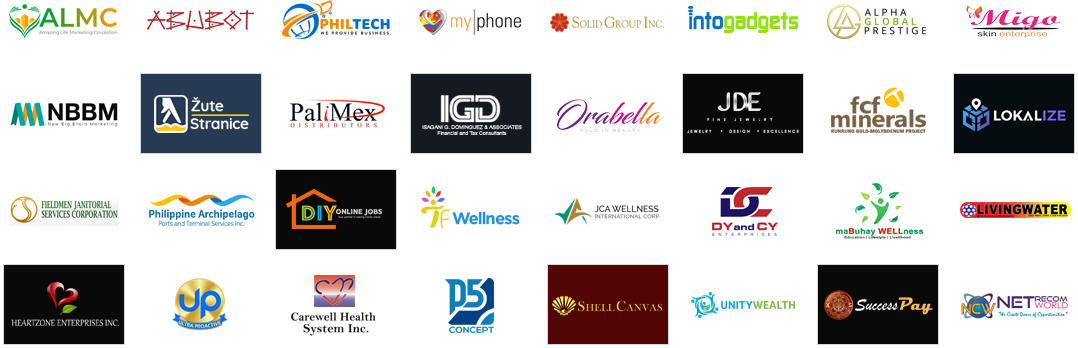 ALMC
Amazing Life Marketing Corporation
ABUBOT
PHILTECH
WE PROVIDE BUSINESS.
my|phone
SOLID GROUP INC.
intogadgets
ALPHA
GLOBAL
PRESTIGE
Migo
skin enterprise
NBBM
New Big Brain Marketing
Žute
Stranice
PaliMex
DISTRIBUTORS
IGD
ISAGANI G. DOMINGUEZ & ASSOCIATES
Financial and Tax Consultants
Orabella
GOLD IN BEAUTY
JDE
FINE JEWELRY
JEWELRY • DESIGN • EXCELLENCE
fcf
minerals
RUNRUNO GOLD-MOLYBDENUM PROJECT
LOKALIZE
FIELDMEN JANITORIAL
SERVICES CORPORATION
Philippine Archipelago
Ports and Terminal Services Inc.
DIY ONLINE JOBS
TF Wellness
JCA WELLNESS
INTERNATIONAL CORP.
DC
DY and CY
ENTERPRISES
maBuhay WELLness
Education | Lifestyle | Livelihood
LIVINGWATER
HEARTZONE ENTERPRISES INC.
up
ULTRA PROACTIVE
Carewell Health
System Inc.
P5
CONCEPT
SHELL CANVAS
UNITYWEALTH
SuccessPay
NCW
NETRECOM
WORLD
"We Create Dozens of Opportunities."